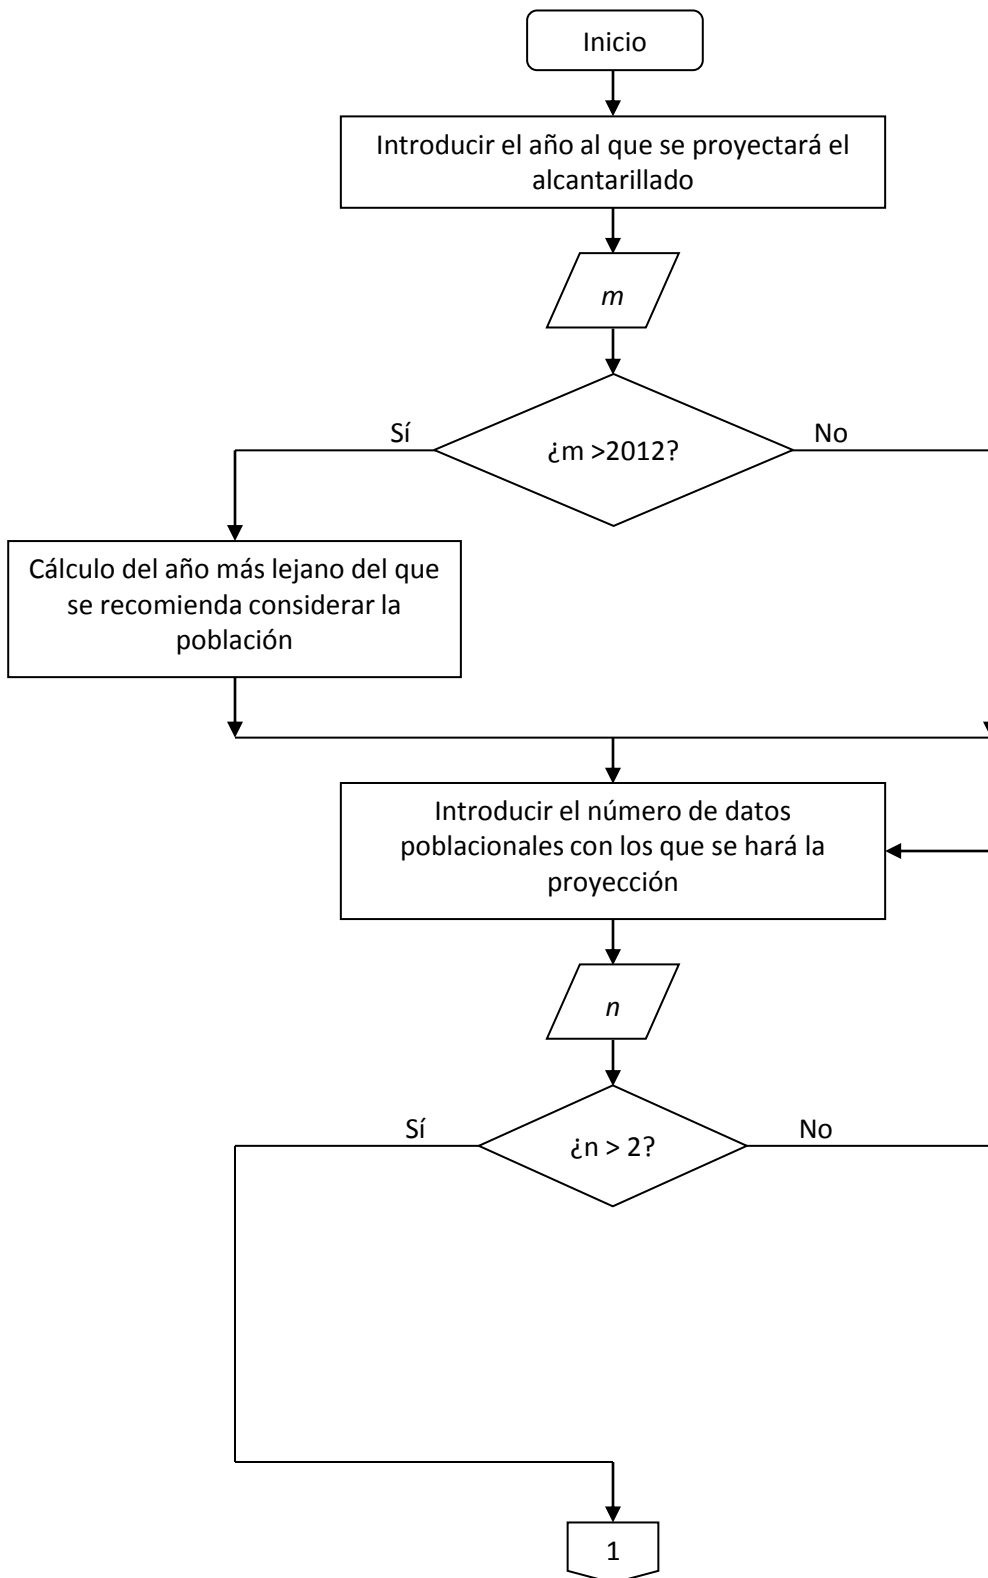 Inicio
Introducir el año al que se proyectará el
alcantarillado
m
Sí
¿m >2012?
No
Cálculo del año más lejano del que
se recomienda considerar la
población
Introducir el número de datos
poblacionales con los que se hará la
proyección
n
Sí
¿n > 2?
No
1